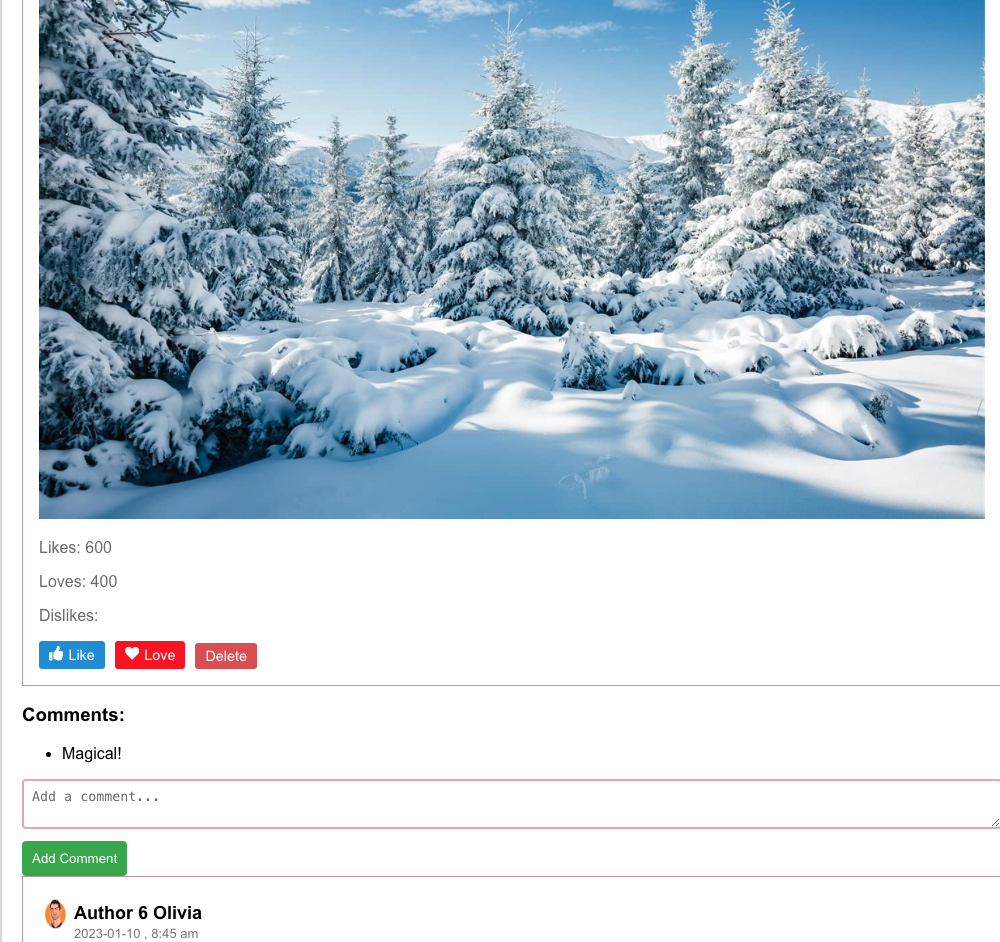 Likes: 600
Loves: 400
Dislikes:
Like Love Delete
Comments:
• Magical!
Add a comment...
Add Comment
Author 6 Olivia
2023-01-10 , 8:45 am